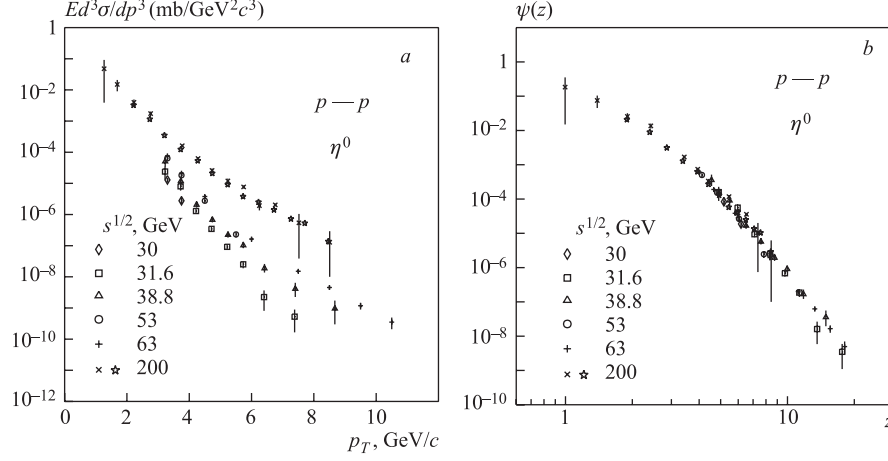 Ed³σ/dp³ (mb/GeV²c³)
1
10⁻²
10⁻⁴
10⁻⁶
10⁻⁸
10⁻¹⁰
10⁻¹²
a
p — p
η⁰
s¹/², GeV
30
31.6
38.8
53
63
200
0 2 4 6 8 10
p_T, GeV/c
ψ(z)
1
10⁻²
10⁻⁴
10⁻⁶
10⁻⁸
10⁻¹⁰
b
p — p
η⁰
s¹/², GeV
30
31.6
38.8
53
63
200
1 10 z